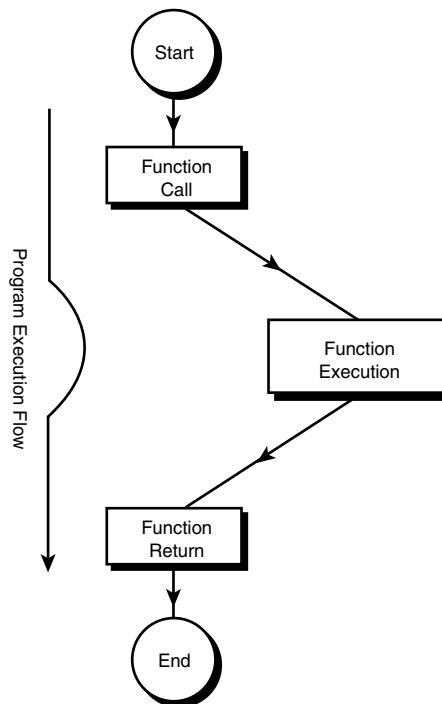 Start
Function
Call
Program Execution Flow
Function
Execution
Function
Return
End